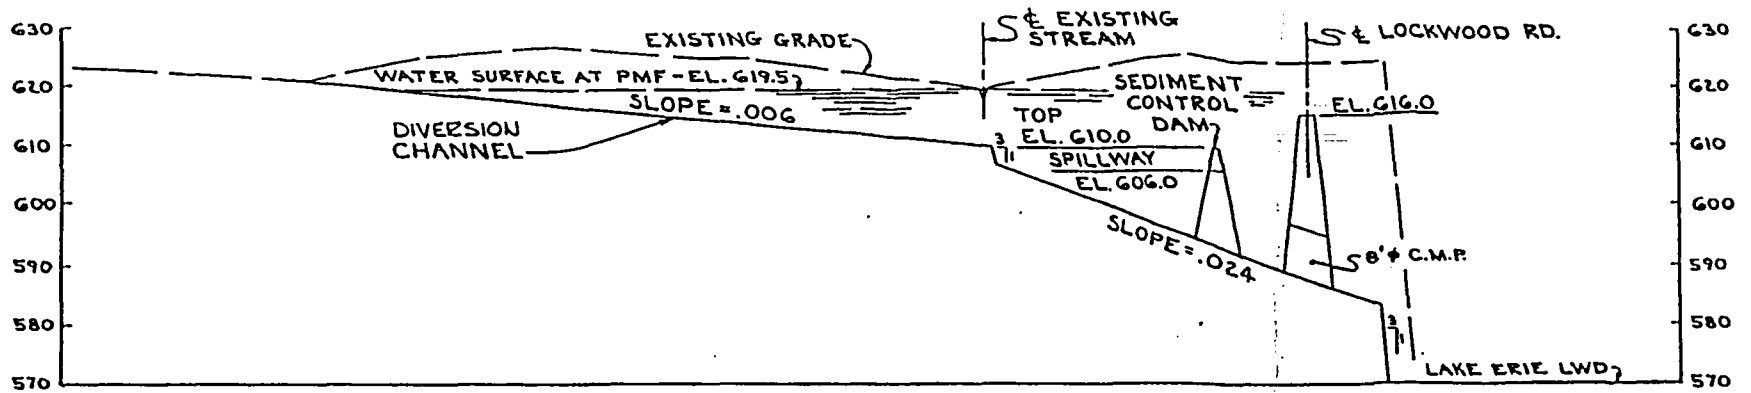 630
620
610
600
590
580
570
EXISTING GRADE
WATER SURFACE AT PMF-EL. 619.5
SLOPE = .006
DIVERSION
CHANNEL
℄ EXISTING
STREAM
℄ LOCKWOOD RD.
SEDIMENT
CONTROL
DAM
TOP
EL. 610.0
SPILLWAY
EL. 606.0
3
1
EL. 616.0
SLOPE = .024
8'ϕ C.M.P.
3
1
LAKE ERIE LWD
630
620
610
600
590
580
570